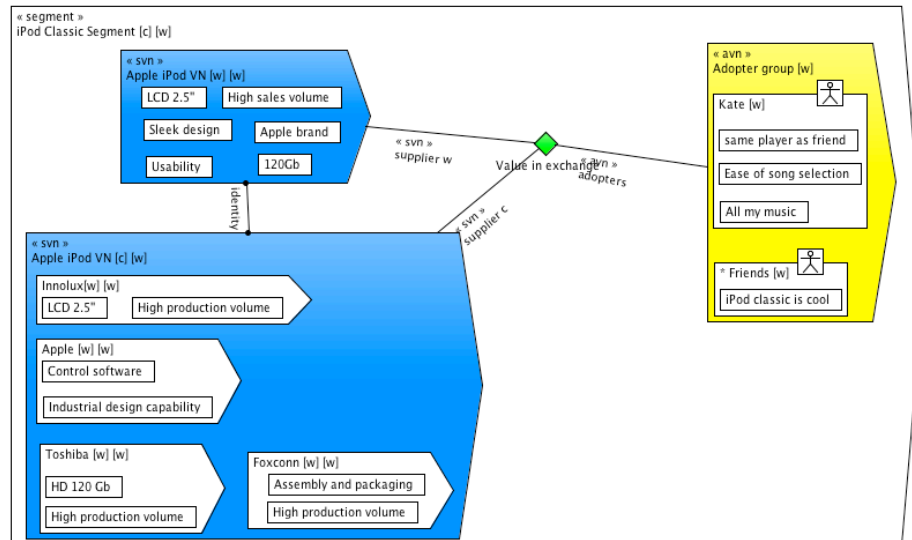 « segment »
iPod Classic Segment [c] [w]
« svn »
Apple iPod VN [w] [w]
LCD 2.5"
High sales volume
Sleek design
Apple brand
Usability
120Gb
« avn »
Adopter group [w]
Kate [w]
same player as friend
Ease of song selection
All my music
* Friends [w]
iPod classic is cool
« svn »
supplier w
Value in exchange
« avn »
adopters
« svn »
supplier c
identity
« svn »
Apple iPod VN [c] [w]
Innolux[w] [w]
LCD 2.5"
High production volume
Apple [w] [w]
Control software
Industrial design capability
Toshiba [w] [w]
HD 120 Gb
High production volume
Foxconn [w] [w]
Assembly and packaging
High production volume